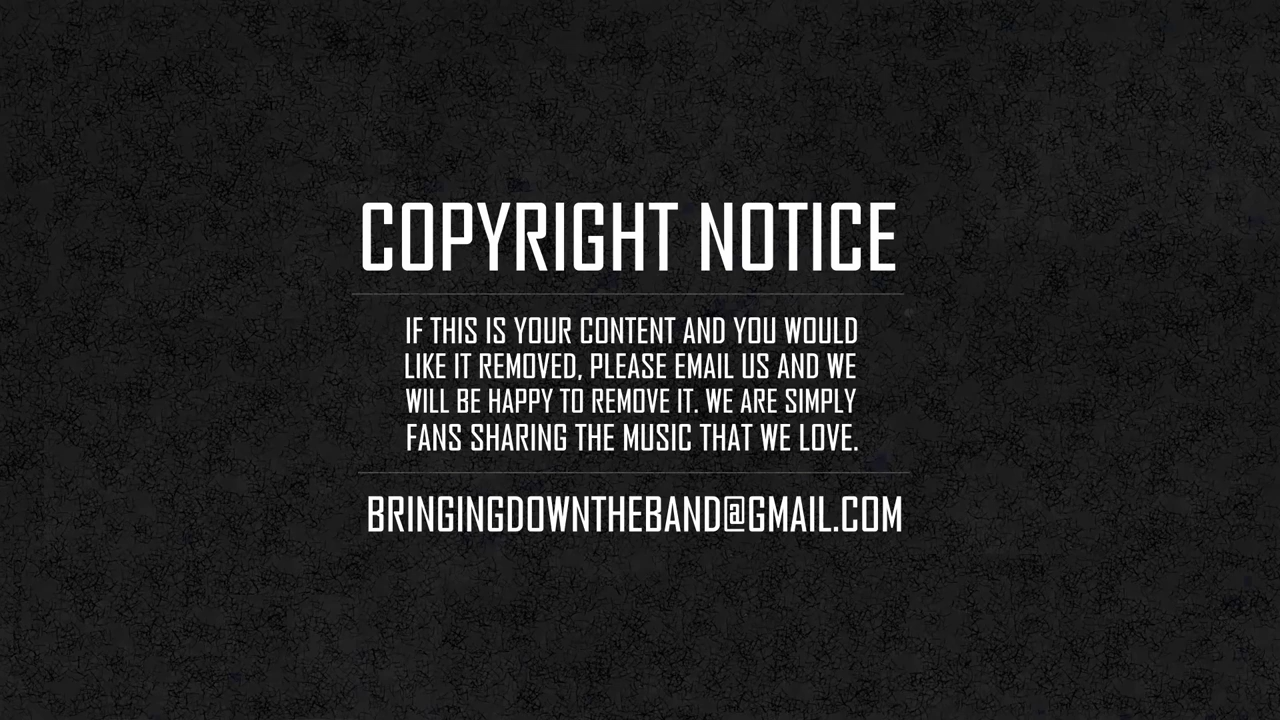 COPYRIGHT NOTICE
IF THIS IS YOUR CONTENT AND YOU WOULD
LIKE IT REMOVED, PLEASE EMAIL US AND WE
WILL BE HAPPY TO REMOVE IT. WE ARE SIMPLY
FANS SHARING THE MUSIC THAT WE LOVE.
BRINGINGDOWNTHEBAND@GMAIL.COM